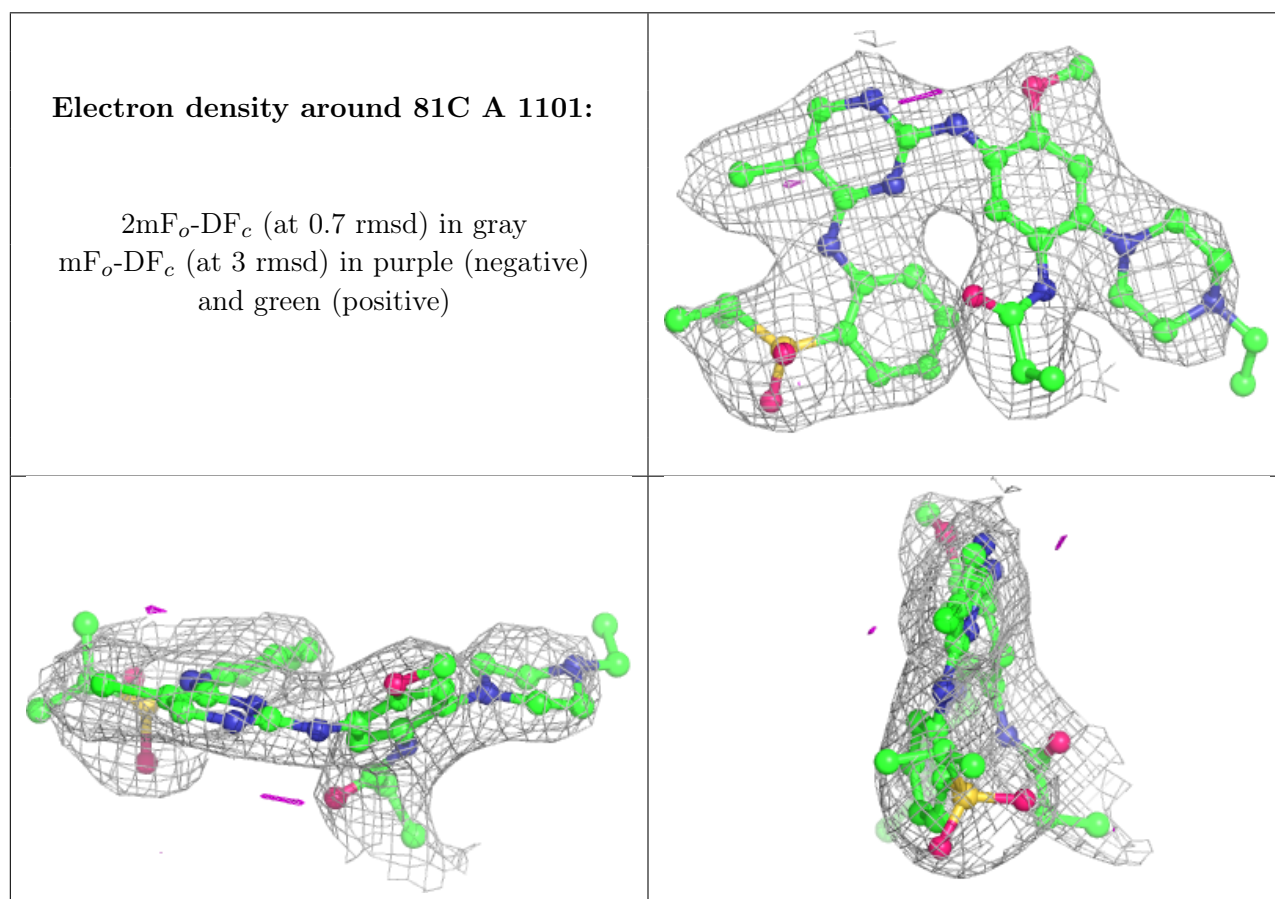 Electron density around 81C A 1101:
2mFo-DFc (at 0.7 rmsd) in gray
mFo-DFc (at 3 rmsd) in purple (negative)
and green (positive)